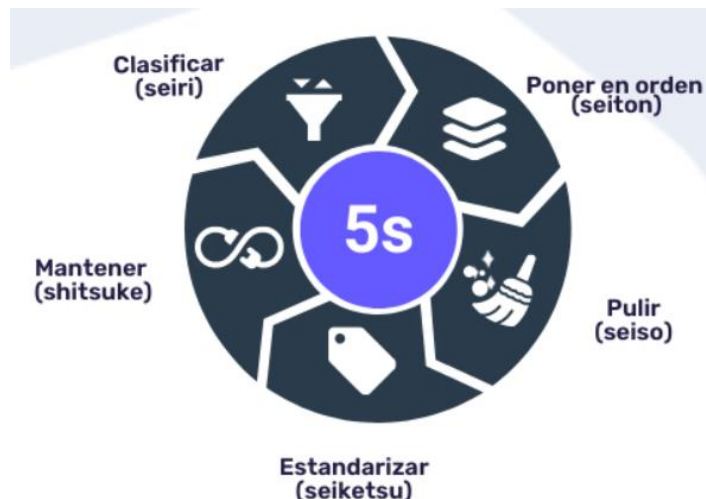 Clasificar
(seiri)
Poner en orden
(seiton)
5s
Mantener
(shitsuke)
Pulir
(seiso)
Estandarizar
(seiketsu)